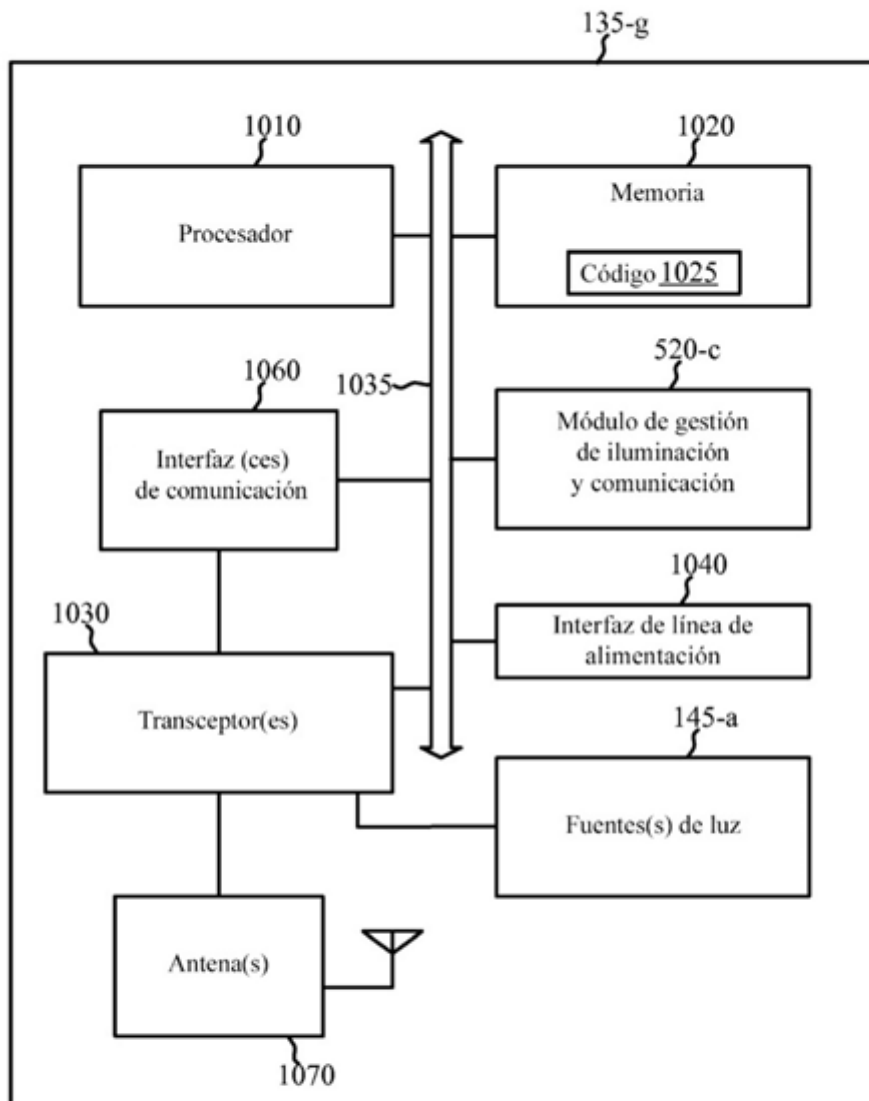 135-g
1010
Procesador
1020
Memoria
Código 1025
1060
Interfaz (ces)
de comunicación
1035
520-c
Módulo de gestión
de iluminación
y comunicación
1030
Transceptor(es)
1040
Interfaz de línea de
alimentación
145-a
Fuentes(s) de luz
Antena(s)
1070